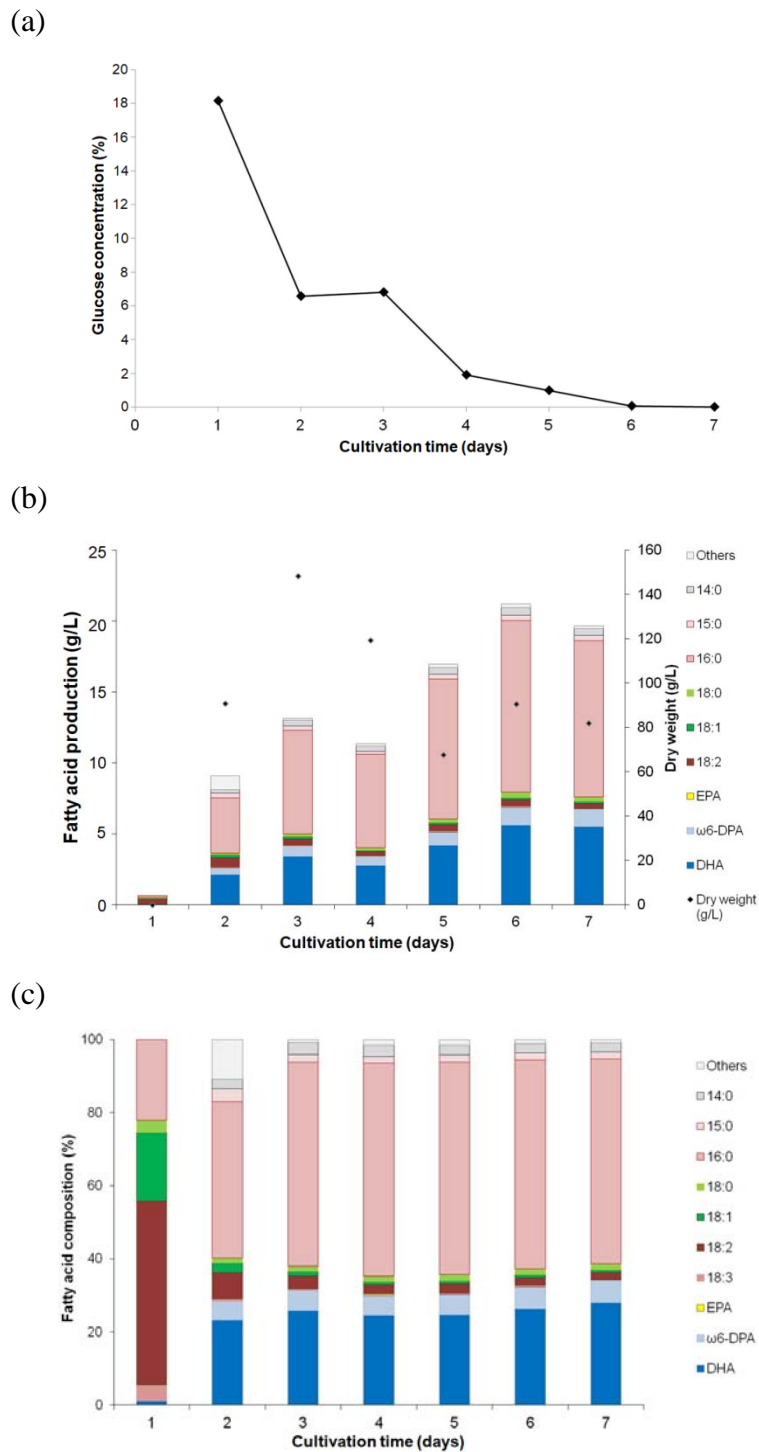 (a)
20
18
16
14
12
10
8
6
4
2
0
Glucose concentration (%)
0 1 2 3 4 5 6 7
Cultivation time (days)
(b)
25
20
15
10
5
0
Fatty acid production (g/L)
160
140
120
100
80
60
40
20
0
Dry weight (g/L)
1 2 3 4 5 6 7
Cultivation time (days)
Others
14:0
15:0
16:0
18:0
18:1
18:2
EPA
ω6-DPA
DHA
Dry weight
(g/L)
(c)
100
80
60
40
20
0
Fatty acid composition (%)
1 2 3 4 5 6 7
Cultivation time (days)
Others
14:0
15:0
16:0
18:0
18:1
18:2
18:3
EPA
ω6-DPA
DHA